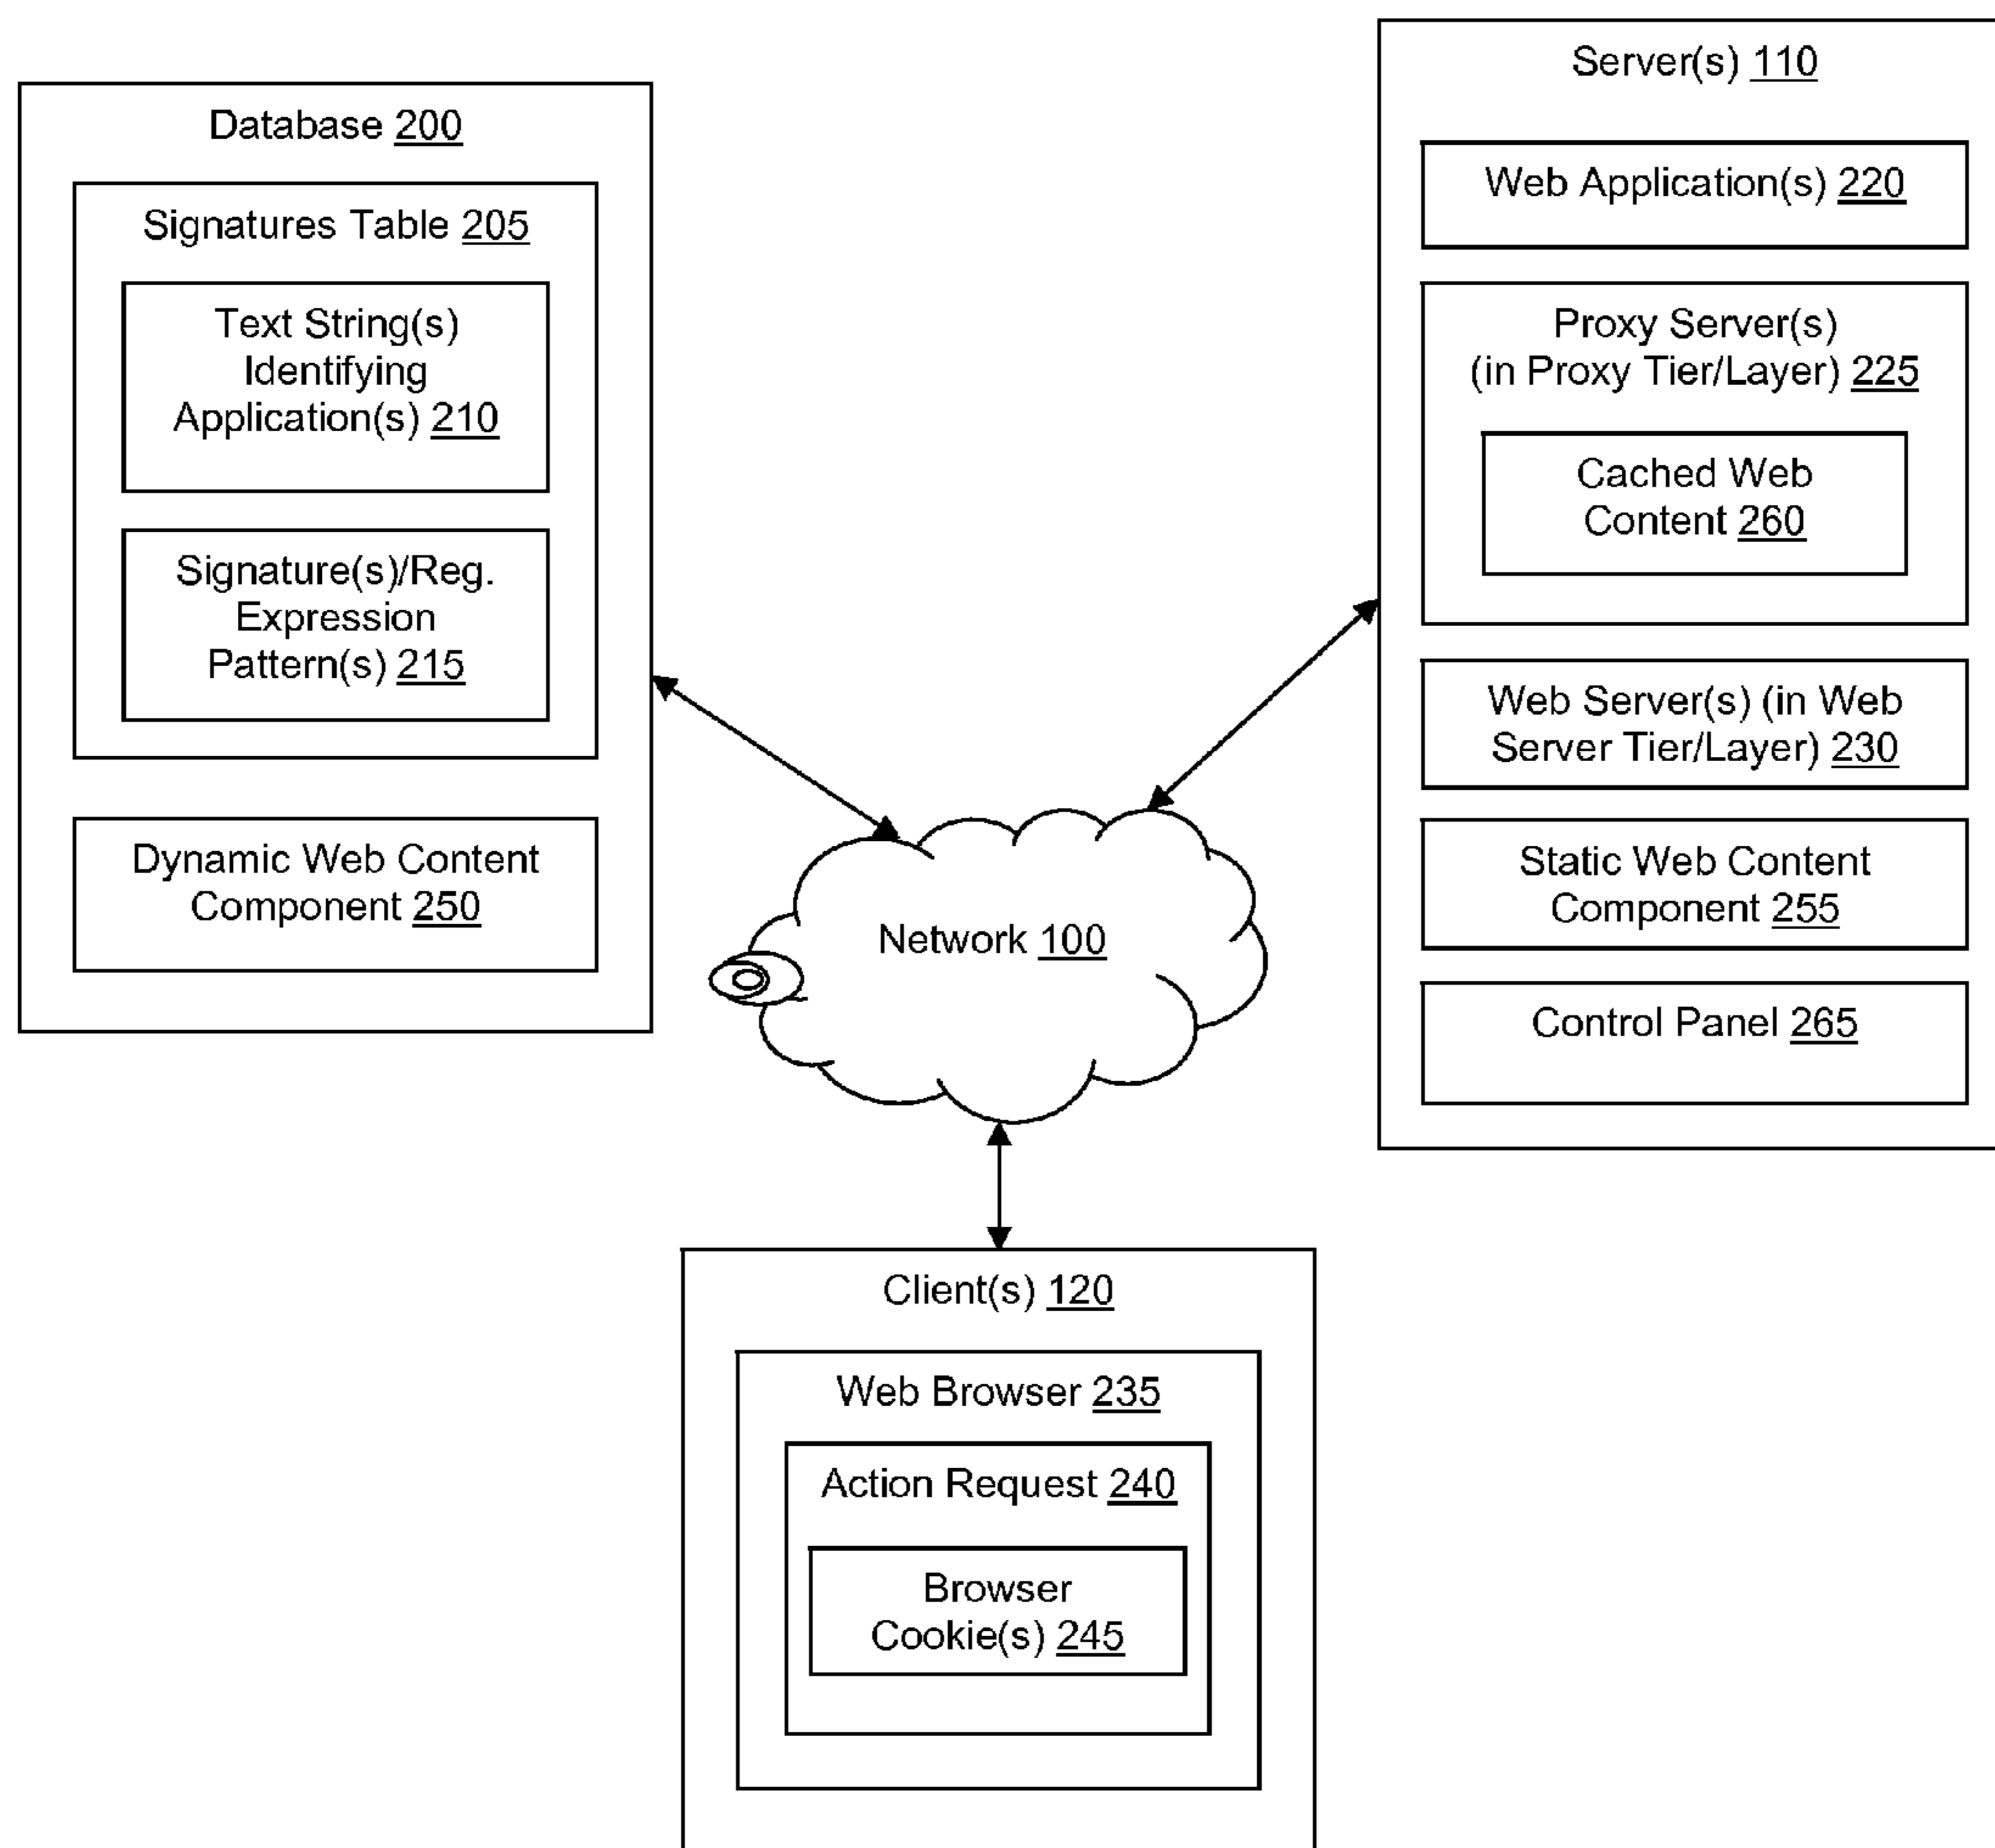 Database 200
Signatures Table 205
Text String(s)
Identifying
Application(s) 210
Signature(s)/Reg.
Expression
Pattern(s) 215
Dynamic Web Content
Component 250
Server(s) 110
Web Application(s) 220
Proxy Server(s)
(in Proxy Tier/Layer) 225
Cached Web
Content 260
Web Server(s) (in Web
Server Tier/Layer) 230
Static Web Content
Component 255
Control Panel 265
Network 100
Client(s) 120
Web Browser 235
Action Request 240
Browser
Cookie(s) 245